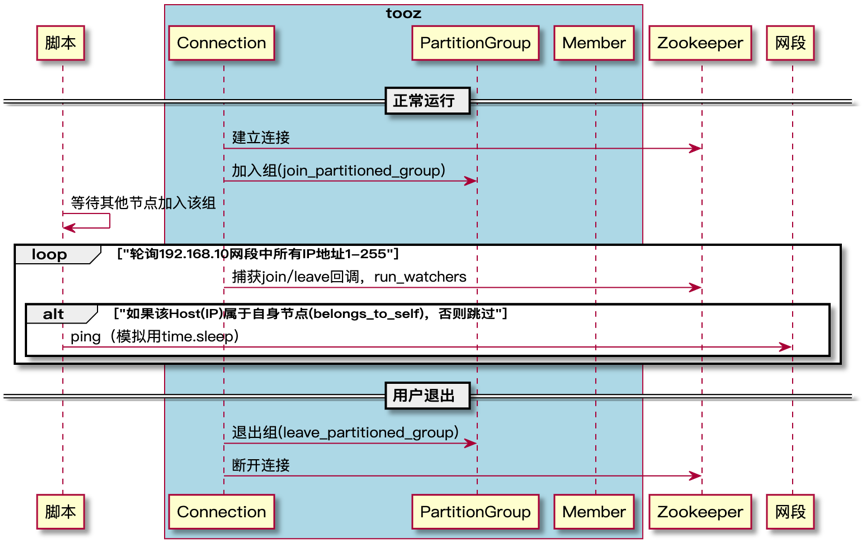 tooz
脚本
Connection
PartitionGroup
Member
Zookeeper
网段
正常运行
建立连接
加入组(join_partitioned_group)
等待其他节点加入该组
loop
["轮询192.168.10网段中所有IP地址1-255"]
捕获join/leave回调，run_watchers
alt
["如果该Host(IP)属于自身节点(belongs_to_self)，否则跳过"]
ping（模拟用time.sleep）
用户退出
退出组(leave_partitioned_group)
断开连接
脚本
Connection
PartitionGroup
Member
Zookeeper
网段